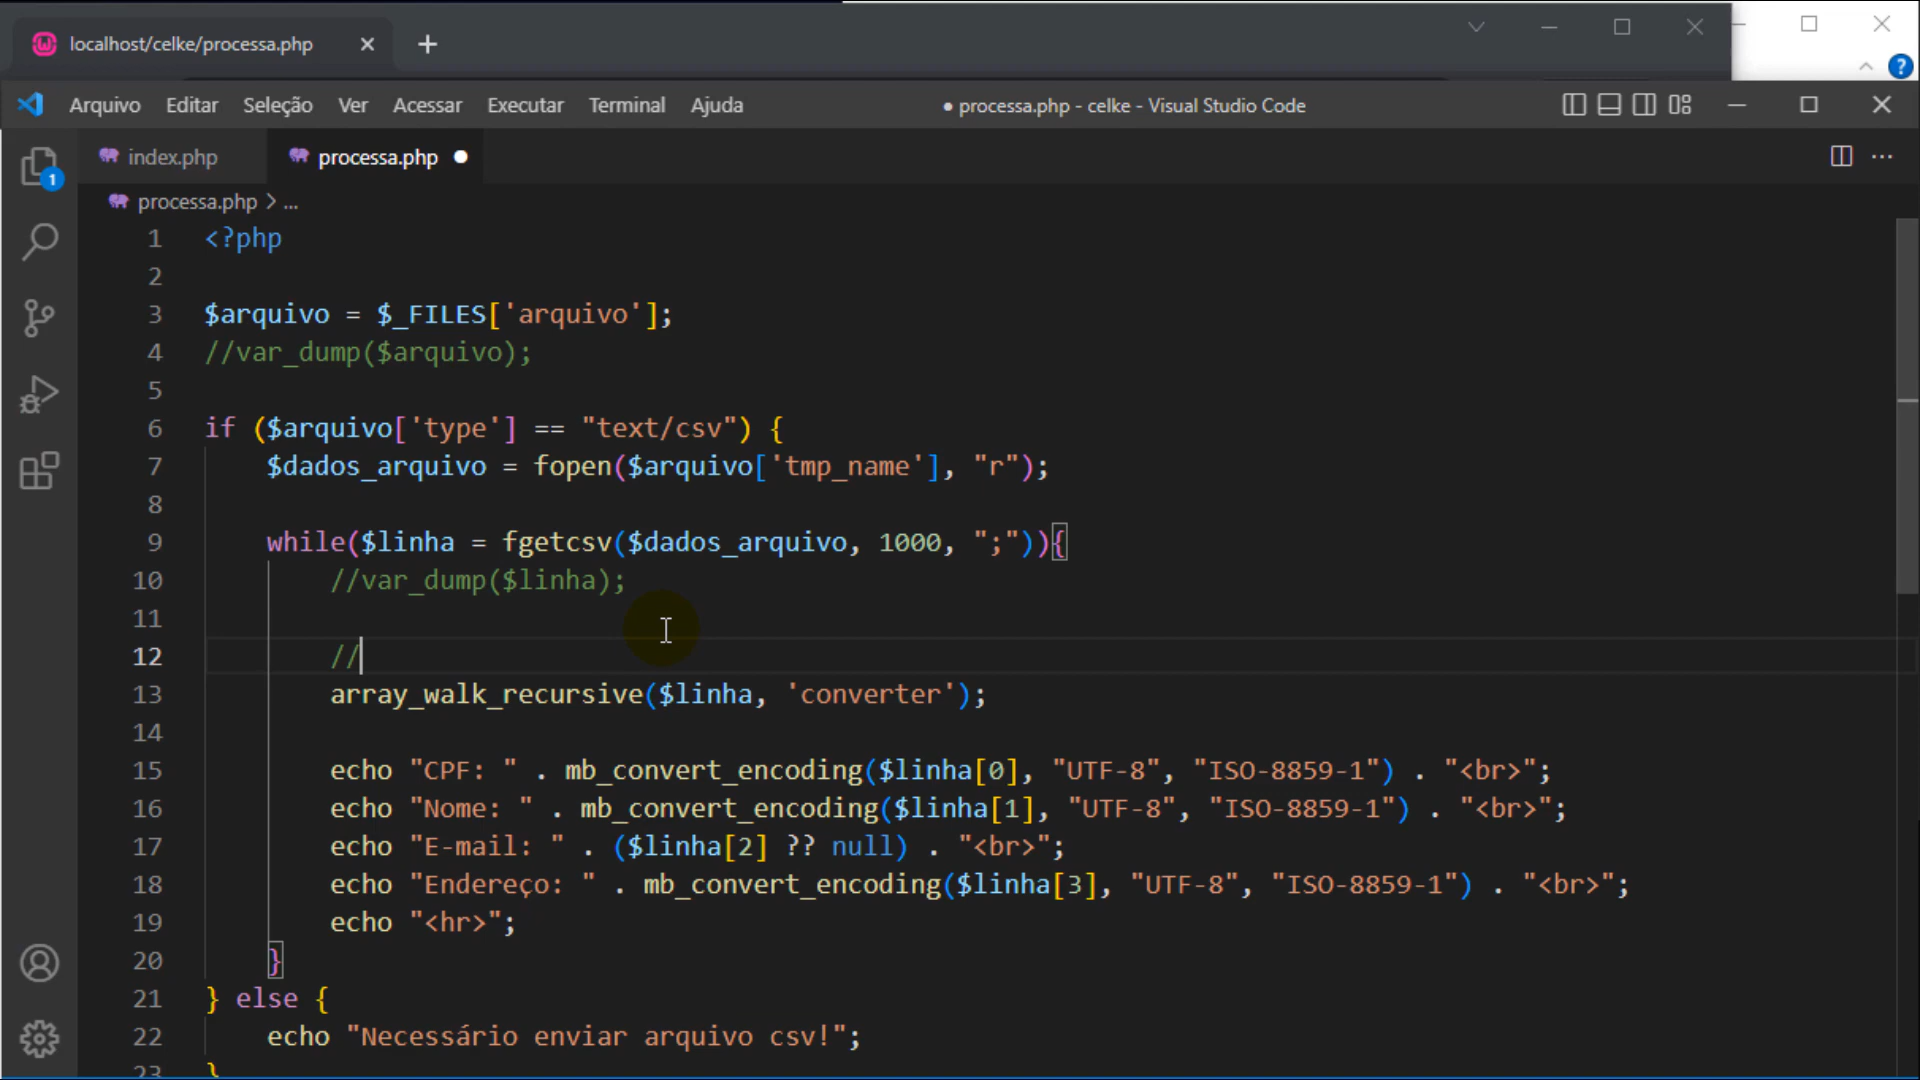 localhost/celke/processa.php
Arquivo Editar Seleção Ver Acessar Executar Terminal Ajuda ● processa.php - celke - Visual Studio Code
index.php processa.php
1
processa.php > ...
1 <?php
2
3 $arquivo = $_FILES['arquivo'];
4 //var_dump($arquivo);
5
6 if ($arquivo['type'] == "text/csv") {
7 $dados_arquivo = fopen($arquivo['tmp_name'], "r");
8
9 while($linha = fgetcsv($dados_arquivo, 1000, ";")){
10 //var_dump($linha);
11
12 //
13 array_walk_recursive($linha, 'converter');
14
15 echo "CPF: " . mb_convert_encoding($linha[0], "UTF-8", "ISO-8859-1") . "<br>";
16 echo "Nome: " . mb_convert_encoding($linha[1], "UTF-8", "ISO-8859-1") . "<br>";
17 echo "E-mail: " . ($linha[2] ?? null) . "<br>";
18 echo "Endereço: " . mb_convert_encoding($linha[3], "UTF-8", "ISO-8859-1") . "<br>";
19 echo "<hr>";
20 }
21 } else {
22 echo "Necessário enviar arquivo csv!";
23 }